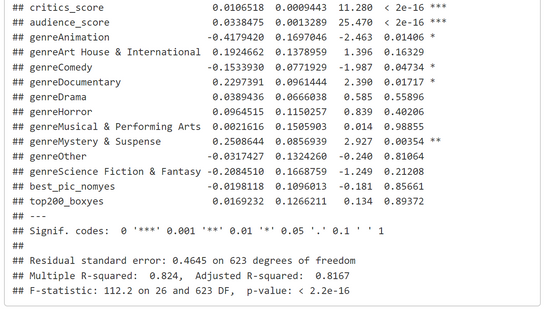 ## critics_score                   0.0106518  0.0009443  11.280  < 2e-16 ***
## audience_score                  0.0338475  0.0013289  25.470  < 2e-16 ***
## genreAnimation                 -0.4179420  0.1697046  -2.463  0.01406 *
## genreArt House & International  0.1924662  0.1378959   1.396  0.16329
## genreComedy                    -0.1533930  0.0771929  -1.987  0.04734 *
## genreDocumentary                0.2297391  0.0961444   2.390  0.01717 *
## genreDrama                      0.0389436  0.0666038   0.585  0.55896
## genreHorror                     0.0964515  0.1150257   0.839  0.40206
## genreMusical & Performing Arts  0.0021616  0.1505903   0.014  0.98855
## genreMystery & Suspense         0.2508644  0.0856939   2.927  0.00354 **
## genreOther                     -0.0317427  0.1324260  -0.240  0.81064
## genreScience Fiction & Fantasy -0.2084510  0.1668759  -1.249  0.21208
## best_pic_nomyes                -0.0198118  0.1096013  -0.181  0.85661
## top200_boxyes                   0.0169232  0.1266211   0.134  0.89372
## ---
## Signif. codes:  0 '***' 0.001 '**' 0.01 '*' 0.05 '.' 0.1 ' ' 1
##
## Residual standard error: 0.4645 on 623 degrees of freedom
## Multiple R-squared:  0.824,  Adjusted R-squared:  0.8167
## F-statistic: 112.2 on 26 and 623 DF,  p-value: < 2.2e-16